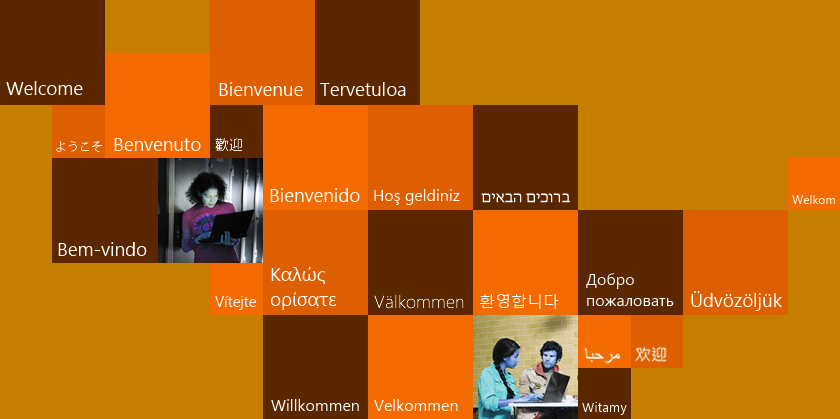 Welcome
Bienvenue
Tervetuloa
ようこそ
Benvenuto
歡迎
Bienvenido
Hoş geldiniz
ברוכים הבאים
Welkom
Bem-vindo
Καλώς
ορίσατε
Vítejte
Välkommen
환영합니다
Добро
пожаловать
Üdvözöljük
مرحبا
欢迎
Willkommen
Velkommen
Witamy